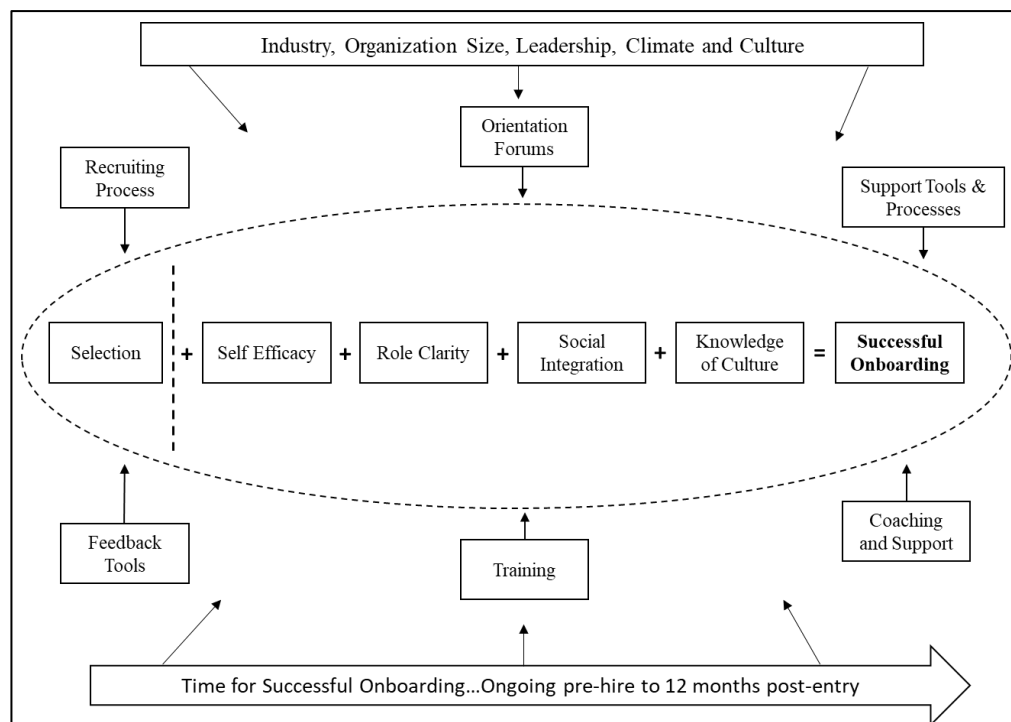 Industry, Organization Size, Leadership, Climate and Culture
Orientation
Forums
Recruiting
Process
Support Tools &
Processes
Selection
+
Self Efficacy
+
Role Clarity
+
Social
Integration
+
Knowledge
of Culture
=
Successful
Onboarding
Feedback
Tools
Training
Coaching
and Support
Time for Successful Onboarding...Ongoing pre-hire to 12 months post-entry